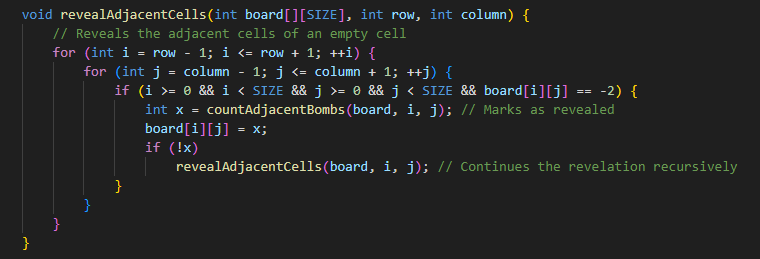 void revealAdjacentCells(int board[][SIZE], int row, int column) {
    // Reveals the adjacent cells of an empty cell
    for (int i = row - 1; i <= row + 1; ++i) {
        for (int j = column - 1; j <= column + 1; ++j) {
            if (i >= 0 && i < SIZE && j >= 0 && j < SIZE && board[i][j] == -2) {
                int x = countAdjacentBombs(board, i, j); // Marks as revealed
                board[i][j] = x;
                if (!x)
                    revealAdjacentCells(board, i, j); // Continues the revelation recursively
            }
        }
    }
}